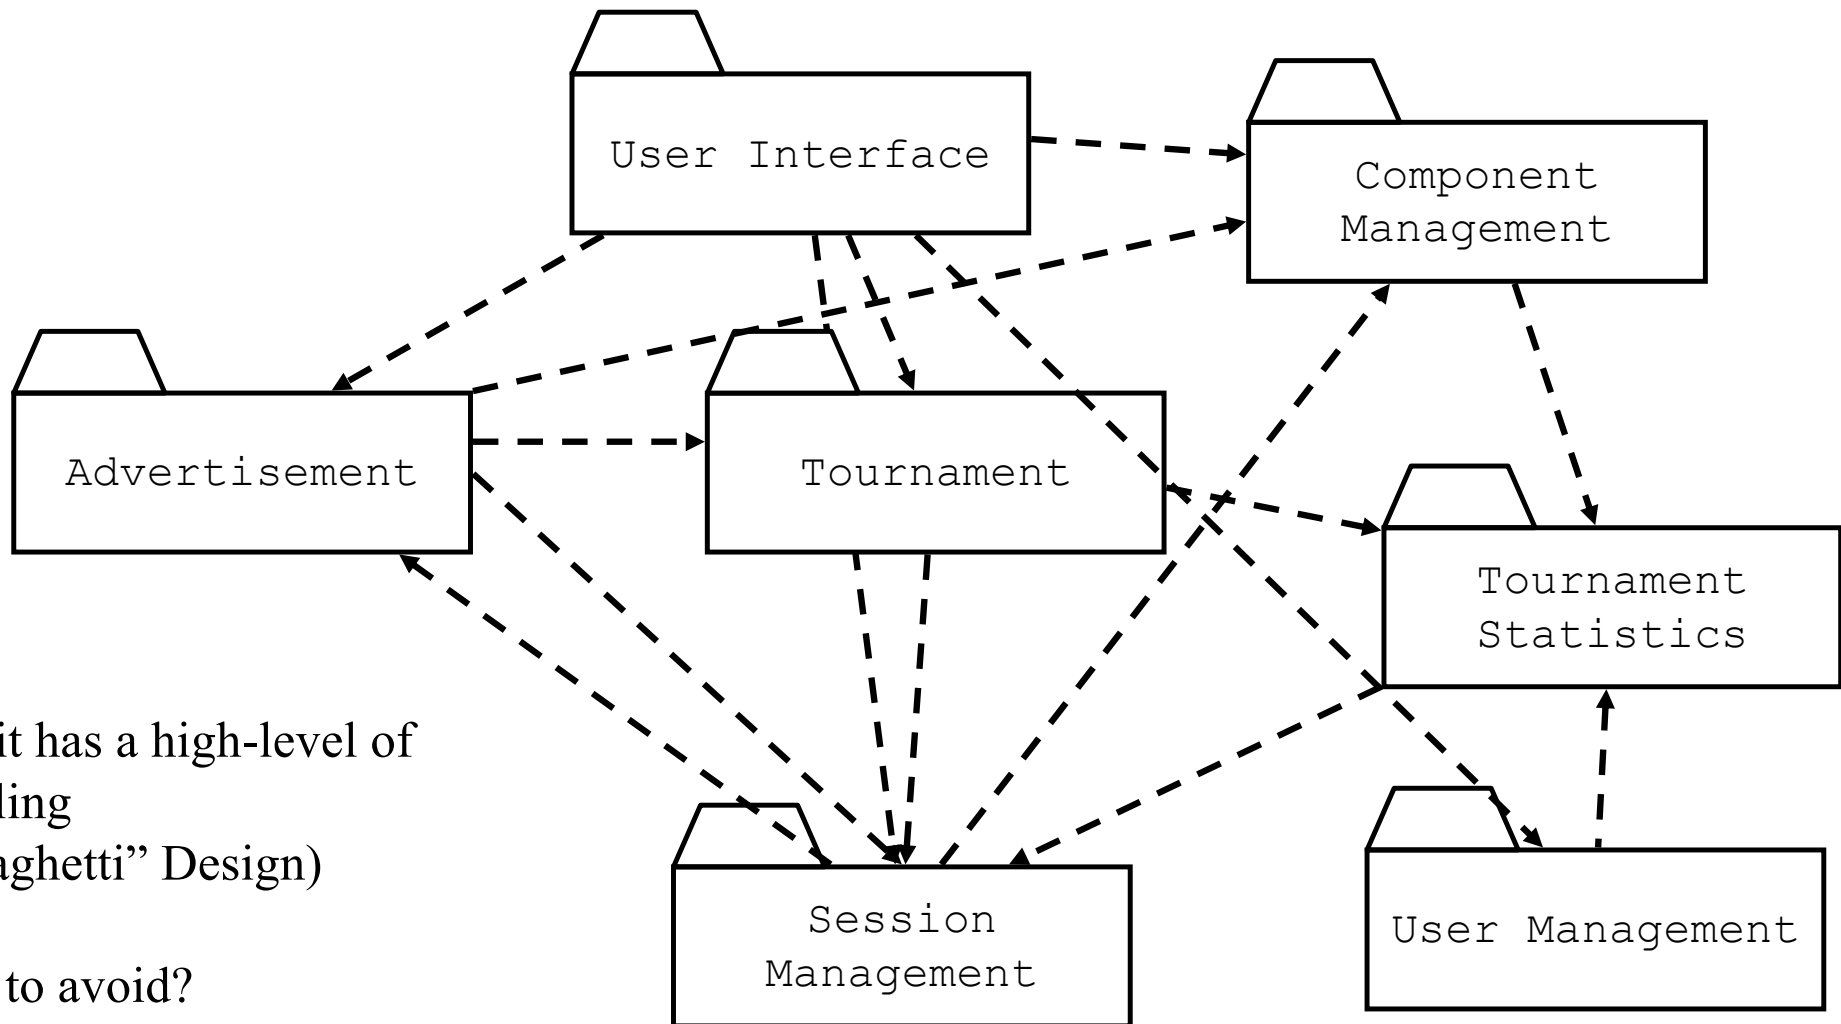 User Interface
Component
Management
Advertisement
Tournament
Tournament
Statistics
it has a high-level of
ling
aghetti” Design)
to avoid?
Session
Management
User Management